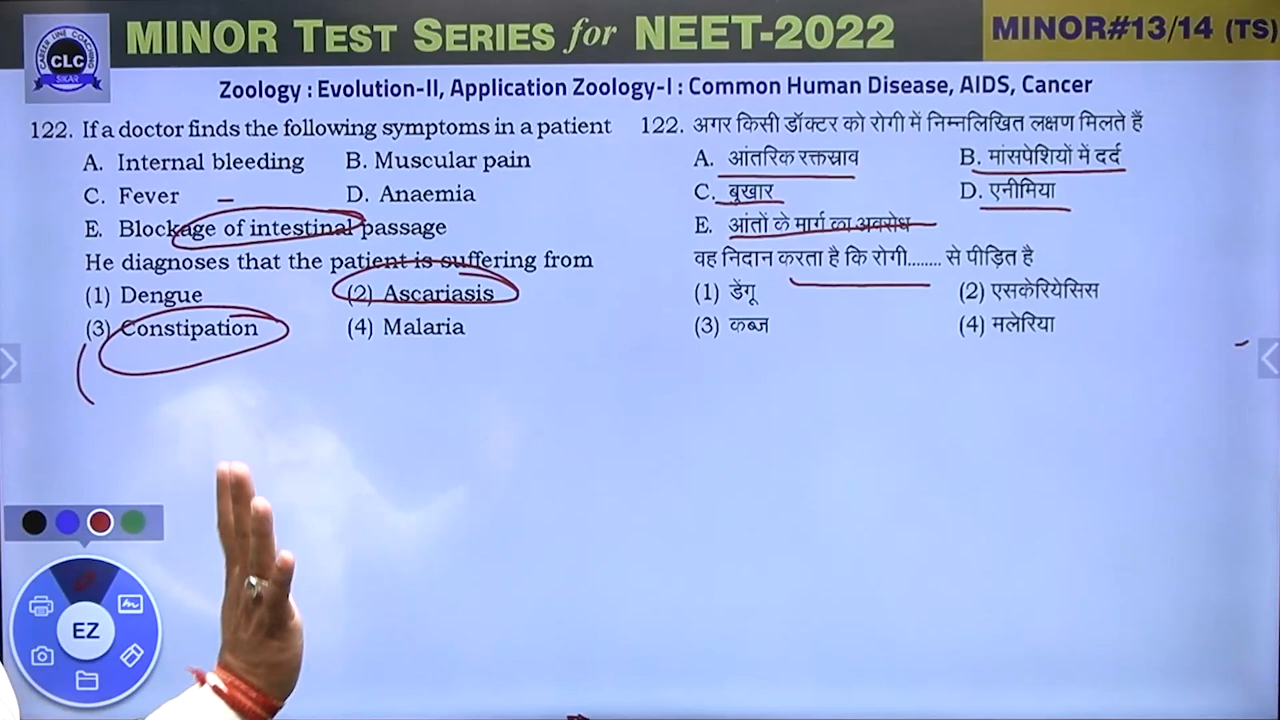 CAREER LINE COACHING
CLC
SIKAR
MINOR TEST SERIES for NEET-2022
MINOR#13/14 (TS)
Zoology : Evolution-II, Application Zoology-I : Common Human Disease, AIDS, Cancer
122. If a doctor finds the following symptoms in a patient
A. Internal bleeding B. Muscular pain
C. Fever D. Anaemia
E. Blockage of intestinal passage
He diagnoses that the patient is suffering from
(1) Dengue (2) Ascariasis
(3) Constipation (4) Malaria
122. अगर किसी डॉक्टर को रोगी में निम्नलिखित लक्षण मिलते हैं
A. आंतरिक रक्तस्राव B. मांसपेशियों में दर्द
C. बुखार D. एनीमिया
E. आंतों के मार्ग का अवरोध
वह निदान करता है कि रोगी........ से पीड़ित है
(1) डेंगू (2) एसकेरियेसिस
(3) कब्ज (4) मलेरिया
EZ